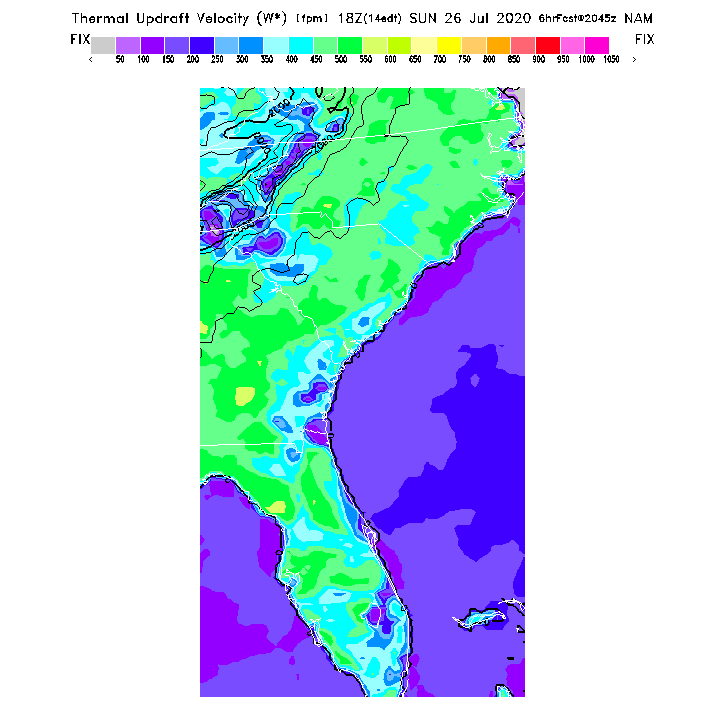 Thermal Updraft Velocity (W*) [fpm] 18Z(14edt) SUN 26 Jul 2020 6hrFcst@2045z NAM
FIX FIX
< 50 100 150 200 250 300 350 400 450 500 550 600 650 700 750 800 850 900 950 1000 1050 >